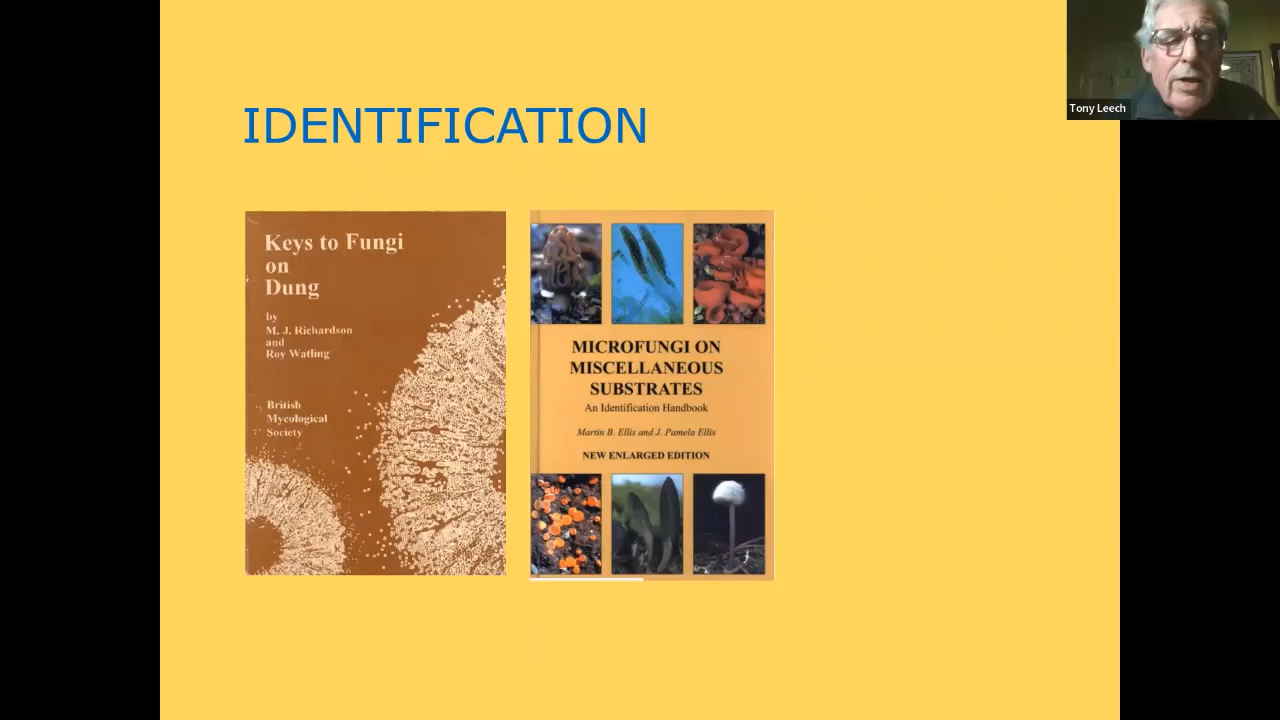 IDENTIFICATION
Tony Leech
Keys to Fungi
on
Dung
by
M. J. Richardson
and
Roy Watling
British
Mycological
Society
MICROFUNGI ON
MISCELLANEOUS
SUBSTRATES
An Identification Handbook
Martin B. Ellis and J. Pamela Ellis
NEW ENLARGED EDITION